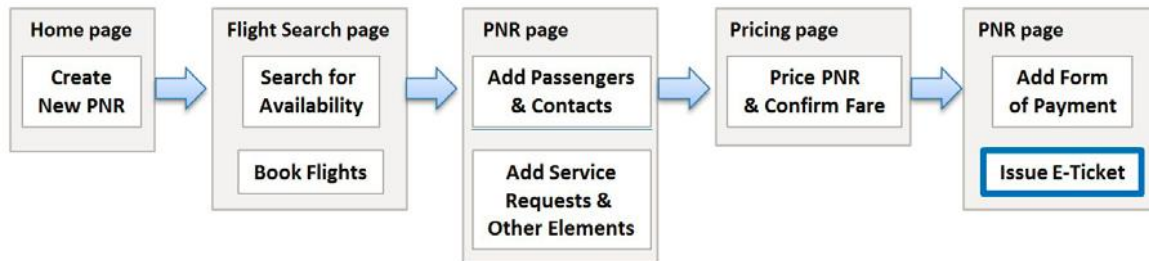 Home page
Create
New PNR
Flight Search page
Search for
Availability
Book Flights
PNR page
Add Passengers
& Contacts
Add Service
Requests &
Other Elements
Pricing page
Price PNR
& Confirm Fare
PNR page
Add Form
of Payment
Issue E-Ticket